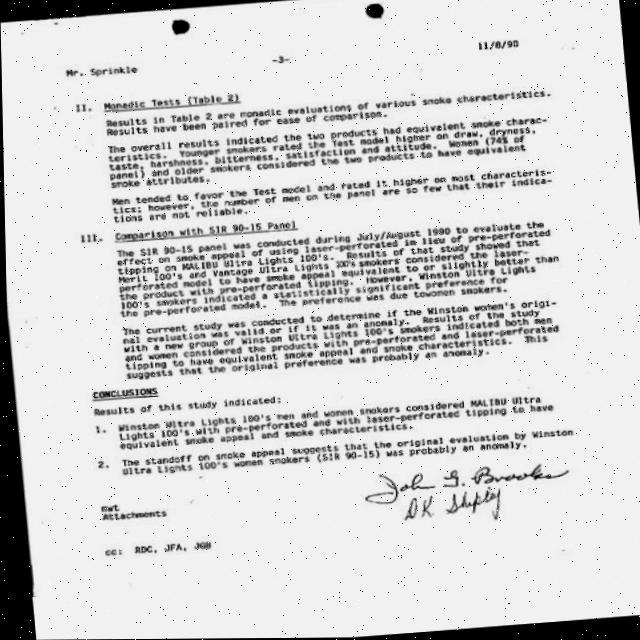 11/8/90
Mr. Sprinkle
-3-
II. Monadic Tests (Table 2)
Results in Table 2 are monadic evaluations of various smoke characteristics.
Results have been paired for ease of comparison.
The overall results indicated the two products had equivalent smoke charac-
teristics. Younger smokers rated the Test model higher on draw, dryness,
taste, harshness, bitterness, satisfaction and attitude. Women (74% of
panel) and older smokers considered the two products to have equivalent
smoke attributes.
Men tended to favor the Test model and rated it higher on most characteris-
tics; however, the number of men on the panel are so few that their indica-
tions are not reliable.
III. Comparison with SIR 90-15 Panel
The SIR 90-15 panel was conducted during July/August 1990 to evaluate the
effect on smoke appeal of using laser-perforated in lieu of pre-perforated
tipping on MALIBU Ultra Lights 100's. Results of that study showed that
Merit 100's and Vantage Ultra Lights 100's smokers considered the laser-
perforated model to have smoke appeal equivalent to or slightly better than
the product with pre-perforated tipping. However, Winston Ultra Lights
100's smokers indicated a statistically significant preference for
the pre-perforated model. The preference was due to women smokers.
The current study was conducted to determine if the Winston women's origi-
nal evaluation was valid or if it was an anomaly. Results of the study
with a new group of Winston Ultra Lights 100's smokers indicated both men
and women considered the products with pre-perforated and laser-perforated
tipping to have equivalent smoke appeal and smoke characteristics. This
suggests that the original preference was probably an anomaly.
CONCLUSIONS
Results of this study indicated:
1. Winston Ultra Lights 100's men and women smokers considered MALIBU Ultra
Lights 100's with pre-perforated and with laser-perforated tipping to have
equivalent smoke appeal and smoke characteristics.
2. The standoff on smoke appeal suggests that the original evaluation by Winston
Ultra Lights 100's women smokers (SIR 90-15) was probably an anomaly.
John G. Brooks
D.K. Shipley
Attachments
cc: RDC, JFA, JGB